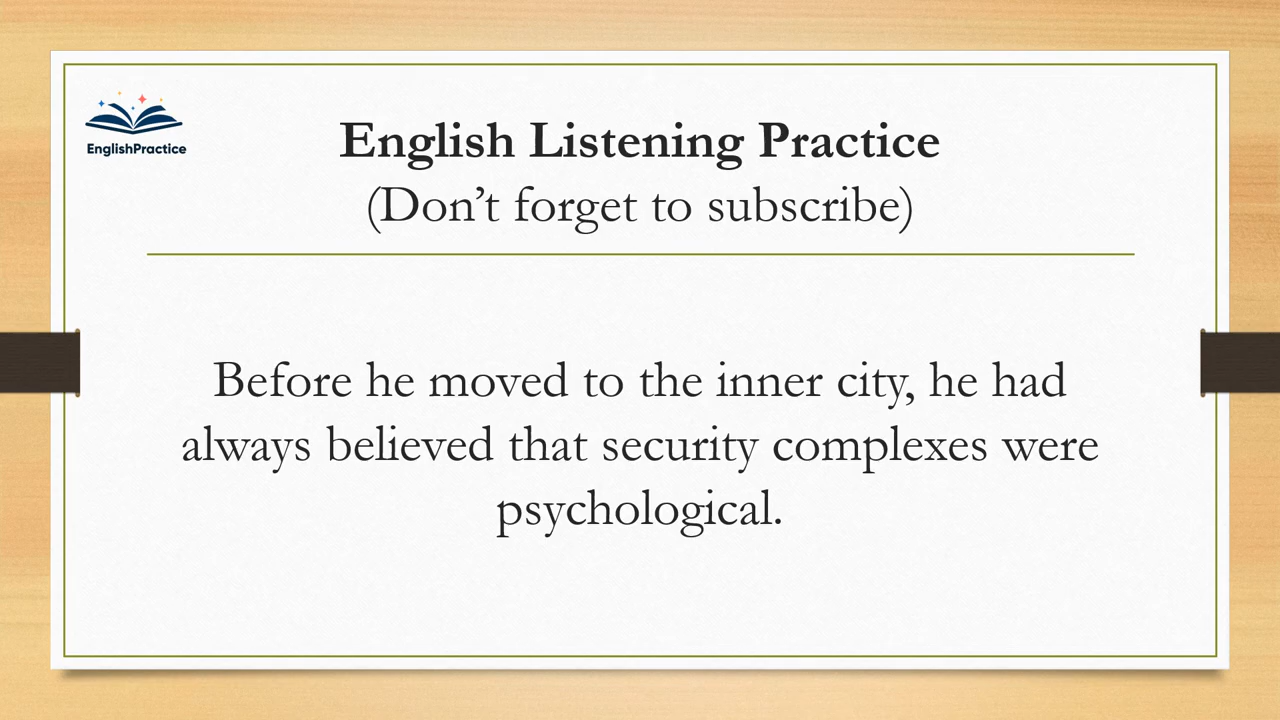 EnglishPractice
English Listening Practice
(Don’t forget to subscribe)
Before he moved to the inner city, he had
always believed that security complexes were
psychological.